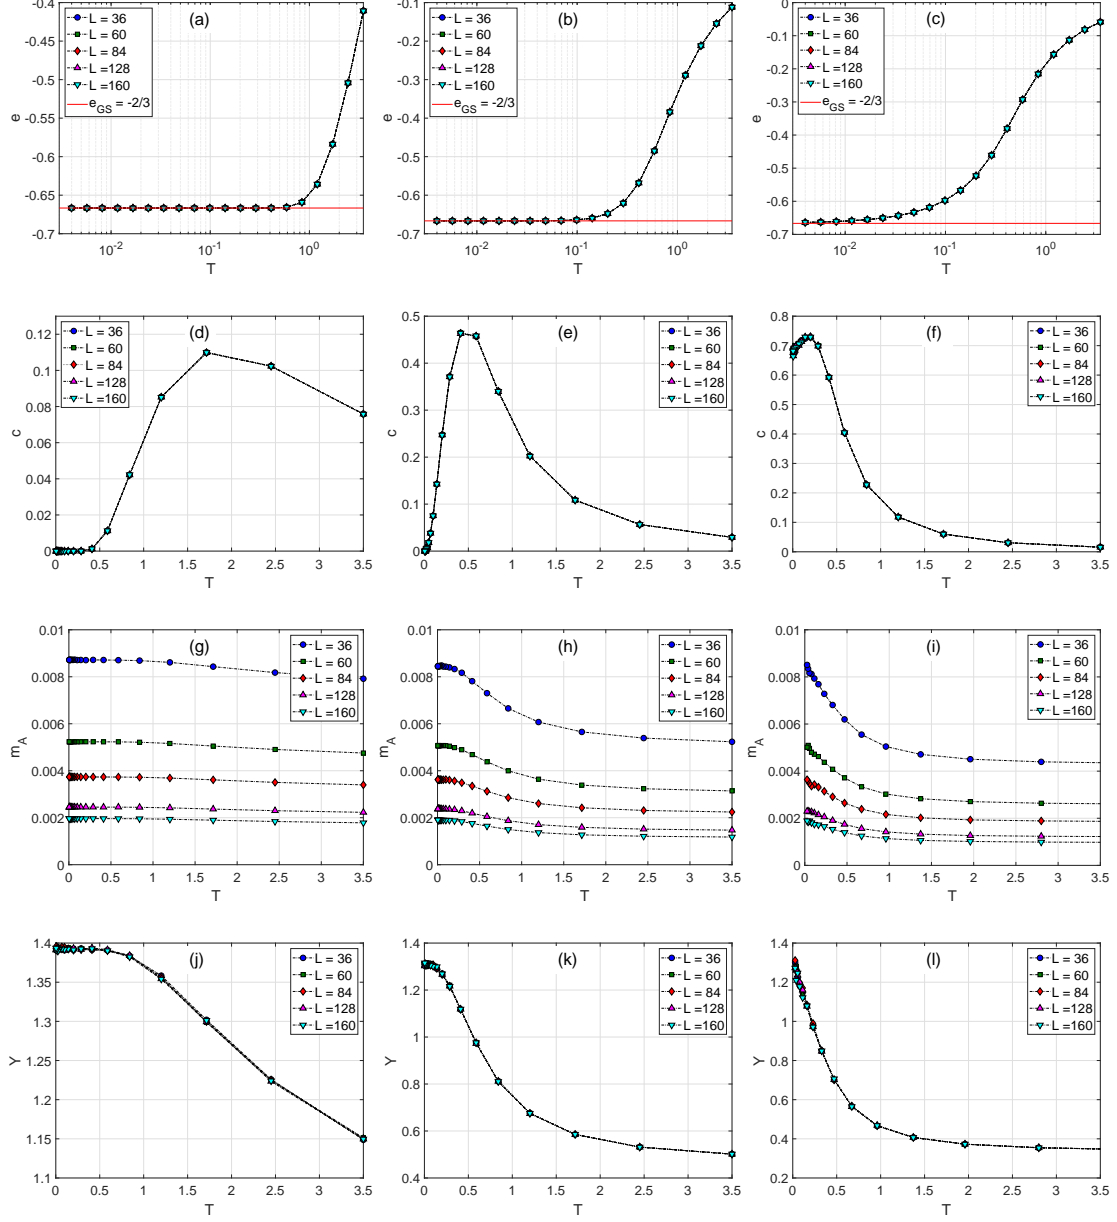 (a)
L = 36
L = 60
L = 84
L =128
L =160
e_GS = -2/3
-0.4
-0.45
-0.5
-0.55
-0.6
-0.65
-0.7
e
10^-2
10^-1
10^0
T
(b)
L = 36
L = 60
L = 84
L =128
L =160
e_GS = -2/3
-0.1
-0.2
-0.3
-0.4
-0.5
-0.6
-0.7
e
10^-2
10^-1
10^0
T
(c)
L = 36
L = 60
L = 84
L =128
L =160
e_GS = -2/3
0
-0.1
-0.2
-0.3
-0.4
-0.5
-0.6
-0.7
e
10^-2
10^-1
10^0
T
(d)
L = 36
L = 60
L = 84
L =128
L =160
0.12
0.1
0.08
0.06
0.04
0.02
0
c
0 0.5 1 1.5 2 2.5 3 3.5
T
(e)
L = 36
L = 60
L = 84
L =128
L =160
0.5
0.4
0.3
0.2
0.1
0
c
0 0.5 1 1.5 2 2.5 3 3.5
T
(f)
L = 36
L = 60
L = 84
L =128
L =160
0.8
0.7
0.6
0.5
0.4
0.3
0.2
0.1
0
c
0 0.5 1 1.5 2 2.5 3 3.5
T
(g)
L = 36
L = 60
L = 84
L =128
L =160
0.01
0.008
0.006
0.004
0.002
0
m_A
0 0.5 1 1.5 2 2.5 3 3.5
T
(h)
L = 36
L = 60
L = 84
L =128
L =160
0.01
0.008
0.006
0.004
0.002
0
m_A
0 0.5 1 1.5 2 2.5 3 3.5
T
(i)
L = 36
L = 60
L = 84
L =128
L =160
0.01
0.008
0.006
0.004
0.002
0
m_A
0 0.5 1 1.5 2 2.5 3 3.5
T
(j)
L = 36
L = 60
L = 84
L =128
L =160
1.4
1.35
1.3
1.25
1.2
1.15
1.1
Y
0 0.5 1 1.5 2 2.5 3 3.5
T
(k)
L = 36
L = 60
L = 84
L =128
L =160
1.4
1.2
1
0.8
0.6
0.4
Y
0 0.5 1 1.5 2 2.5 3 3.5
T
(l)
L = 36
L = 60
L = 84
L =128
L =160
1.4
1.2
1
0.8
0.6
0.4
0.2
Y
0 0.5 1 1.5 2 2.5 3 3.5
T